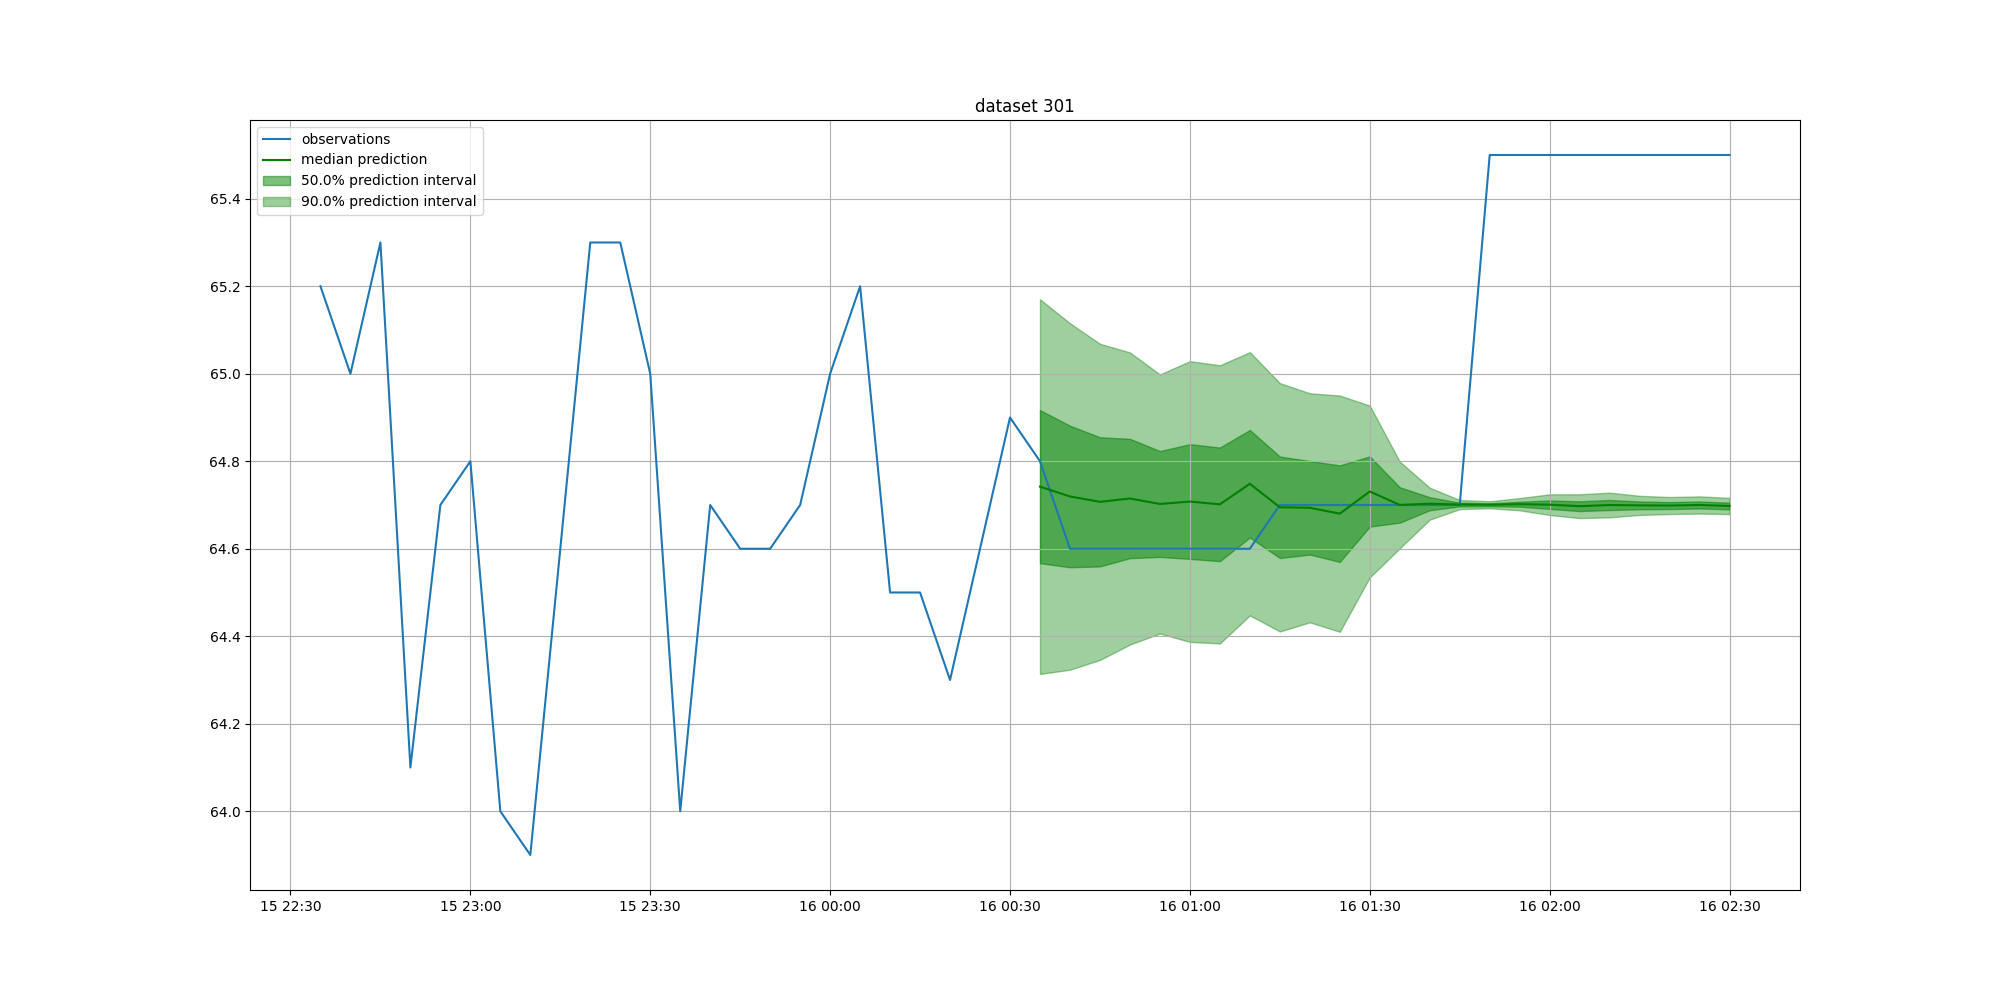 dataset 301
observations
median prediction
50.0% prediction interval
90.0% prediction interval
65.4
65.2
65.0
64.8
64.6
64.4
64.2
64.0
15 22:30 15 23:00 15 23:30 16 00:00 16 00:30 16 01:00 16 01:30 16 02:00 16 02:30